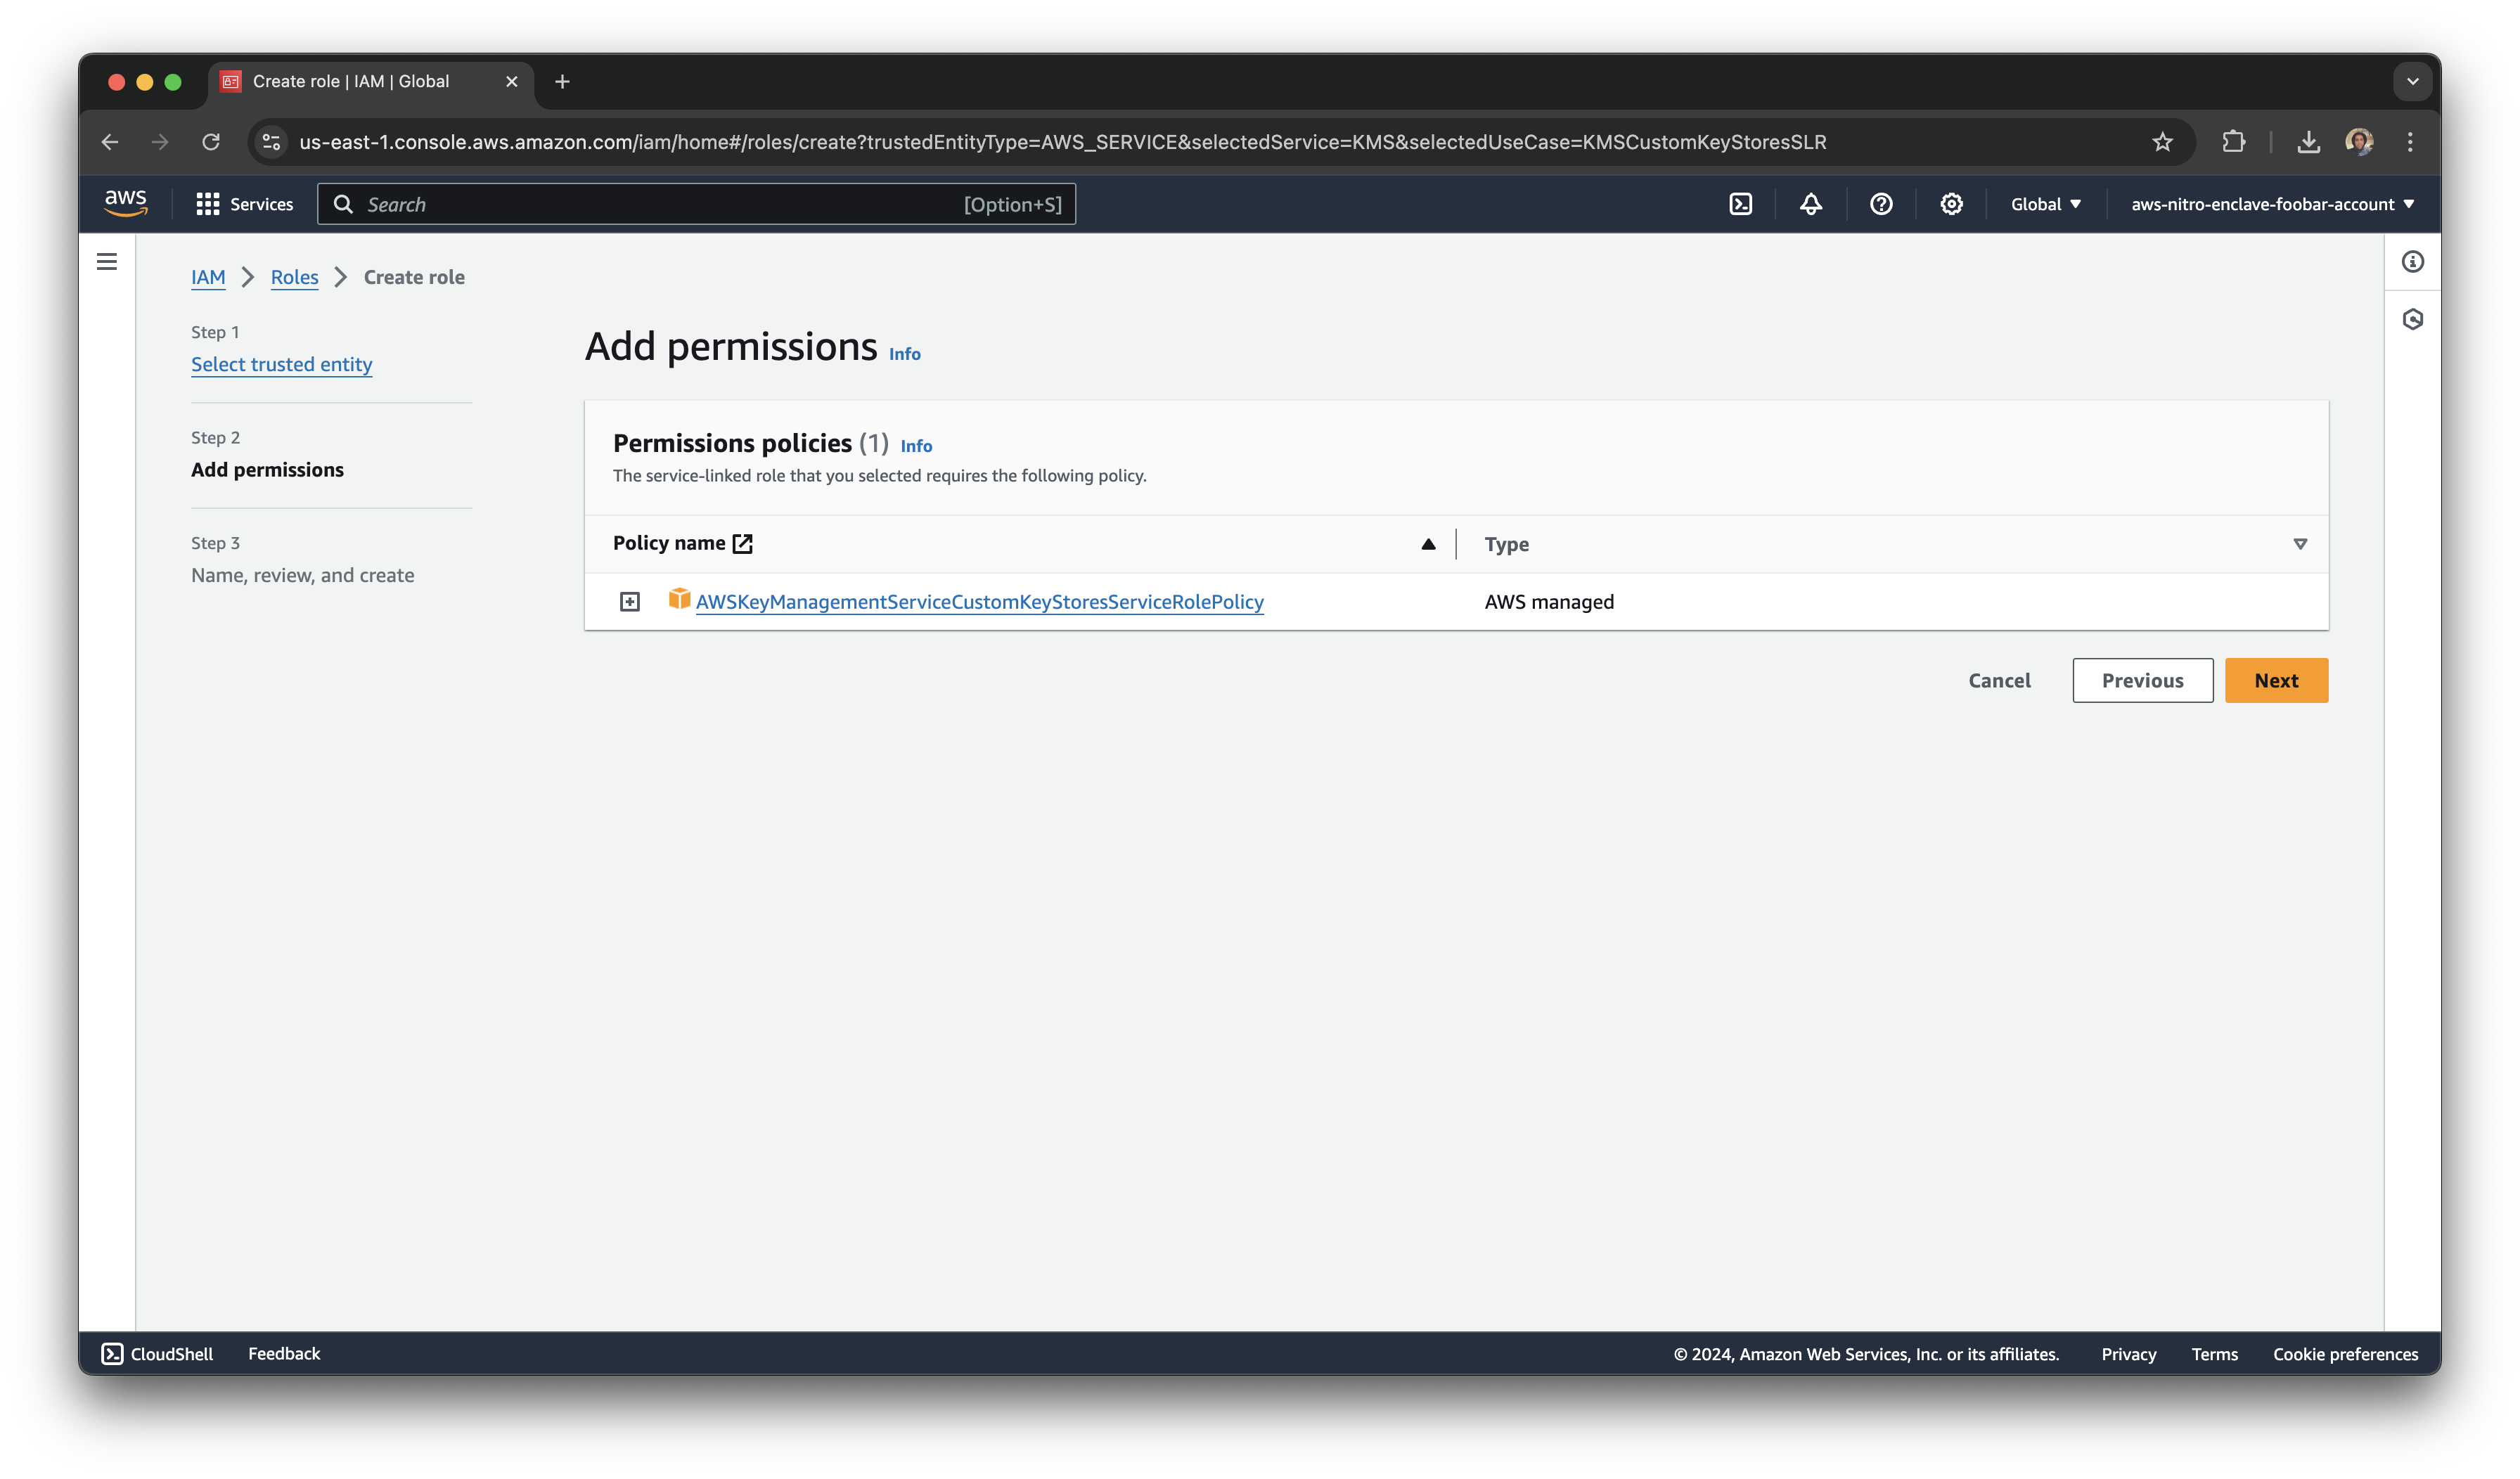 Create role | IAM | Global
us-east-1.console.aws.amazon.com/iam/home#/roles/create?trustedEntityType=AWS_SERVICE&selectedService=KMS&selectedUseCase=KMSCustomKeyStoresSLR
aws Services Search [Option+S] Global aws-nitro-enclave-foobar-account
IAM Roles Create role
Step 1
Select trusted entity
Step 2
Add permissions
Step 3
Name, review, and create
Add permissions Info
Permissions policies (1) Info
The service-linked role that you selected requires the following policy.
Policy name Type
AWSKeyManagementServiceCustomKeyStoresServiceRolePolicy AWS managed
Cancel Previous Next
CloudShell Feedback © 2024, Amazon Web Services, Inc. or its affiliates. Privacy Terms Cookie preferences